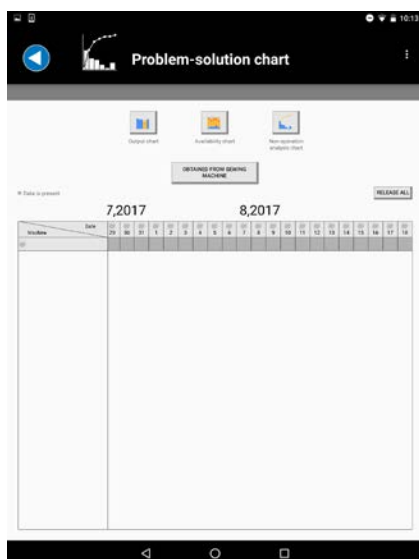 10:13
Problem-solution chart
Output chart
Availability chart
Non-operation
analysis chart
OBTAINED FROM SEWING
MACHINE
※ Data is present
RELEASE ALL
7,2017 8,2017
Date
Machine
29 30 31 1 2 3 4 5 6 7 8 9 10 11 12 13 14 15 16 17 18